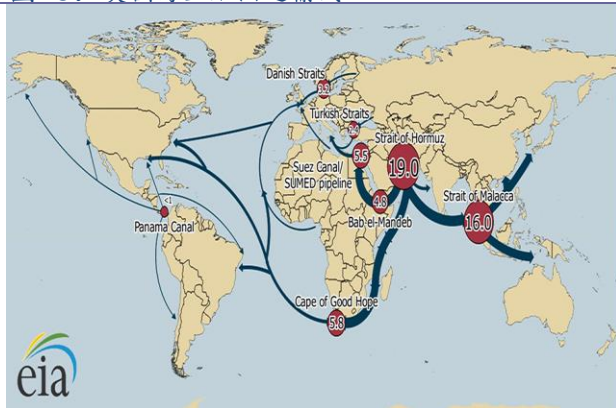 Danish Straits
Turkish Straits
Strait of Hormuz
5.5
19.0
Suez Canal/
SUMED pipeline
Strait of Malacca
4.8
16.0
<1
Bab el-Mandeb
Panama Canal
Cape of Good Hope
5.8
eia